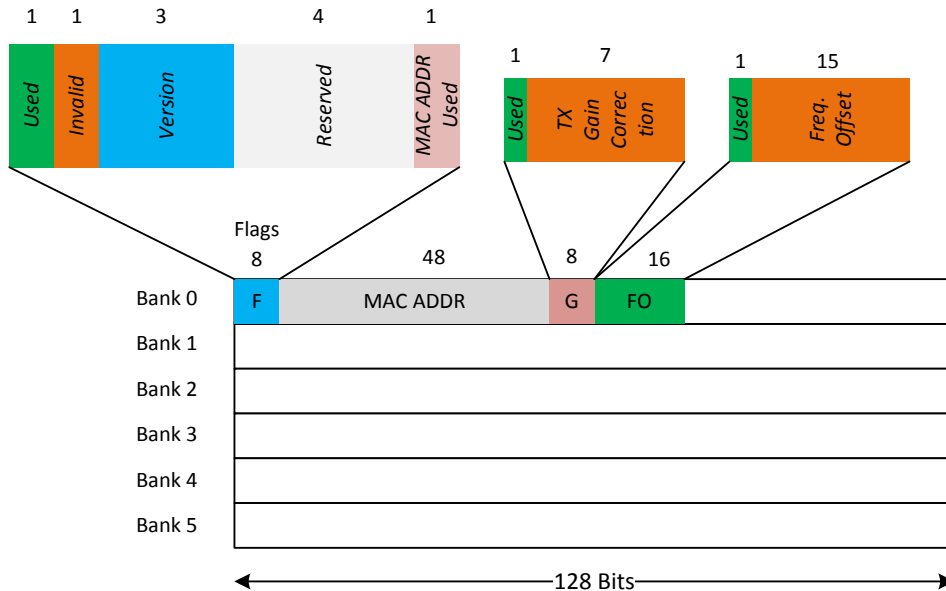 1 1 3 4 1
Used
Invalid
Version
Reserved
MAC ADDR
Used
1 7
Used
TX
Gain
Correc
tion
1 15
Used
Freq.
Offset
Flags
8 48 8 16
Bank 0 F MAC ADDR G FO
Bank 1
Bank 2
Bank 3
Bank 4
Bank 5
128 Bits